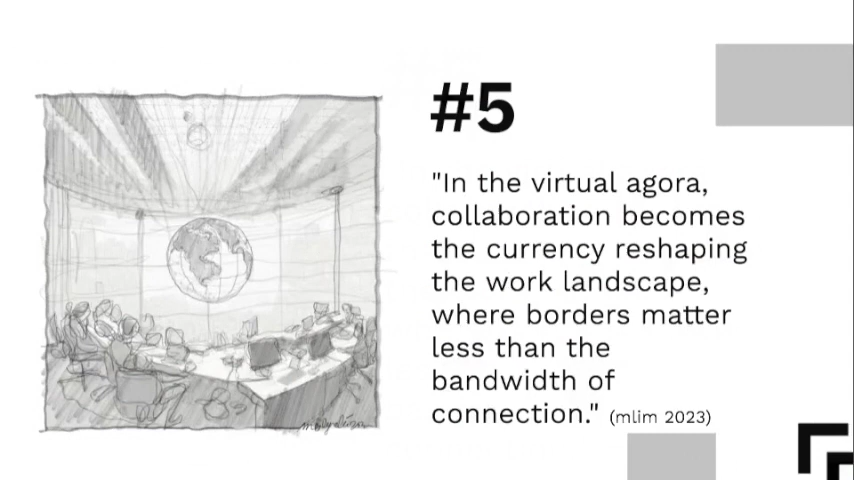 #5
"In the virtual agora,
collaboration becomes
the currency reshaping
the work landscape,
where borders matter
less than the
bandwidth of
connection." (mlim 2023)